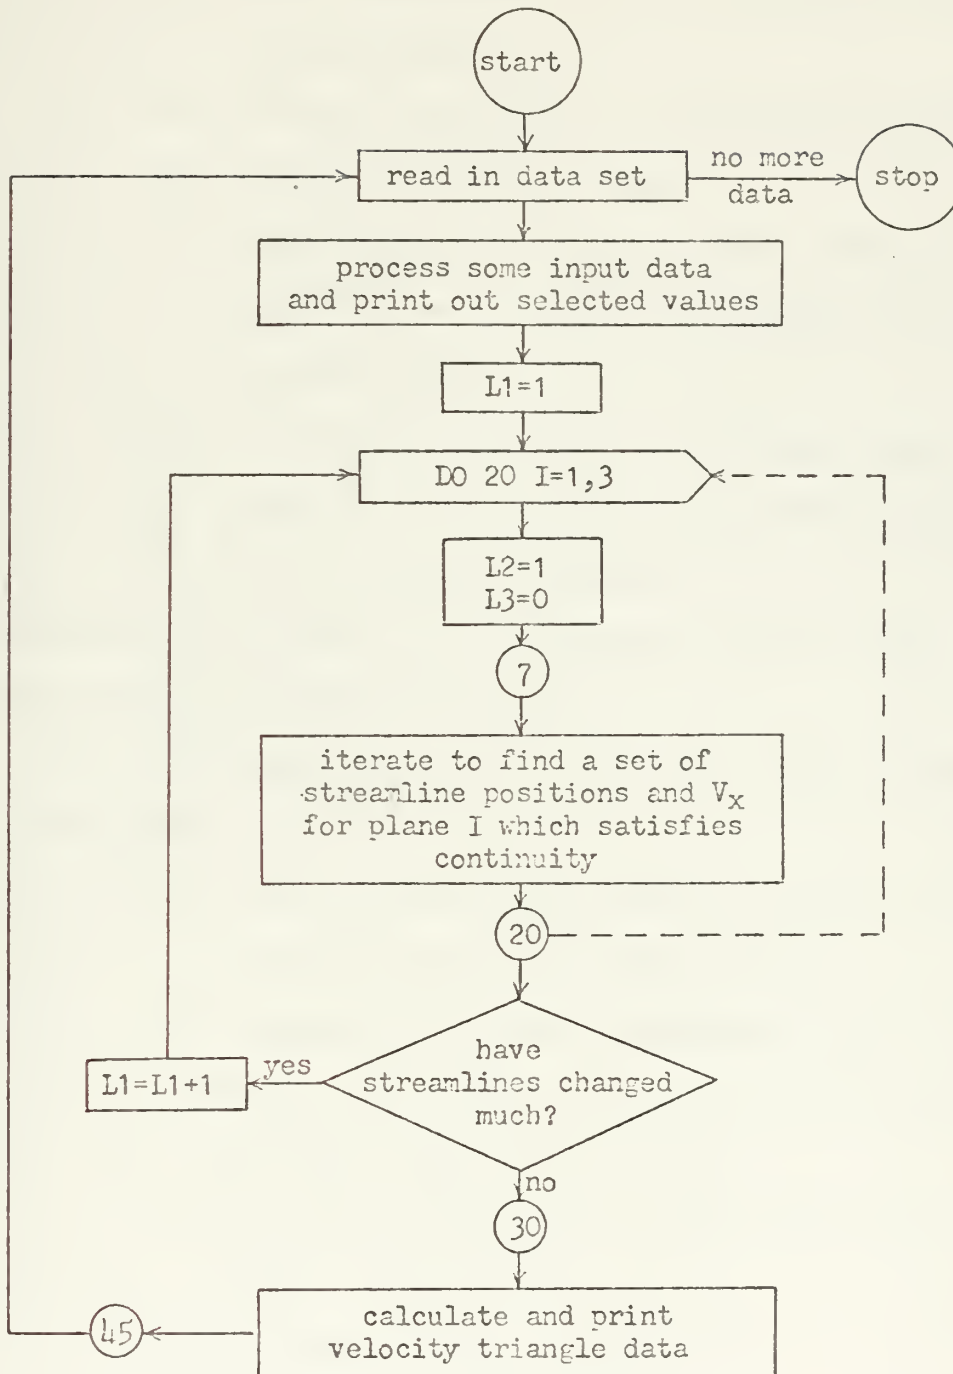 start
read in data set
no more
data
stop
process some input data
and print out selected values
L1=1
DO 20 I=1,3
L2=1
L3=0
7
iterate to find a set of
streamline positions and Vx
for plane I which satisfies
continuity
20
have
streamlines changed
much?
yes
L1=L1+1
no
30
calculate and print
velocity triangle data
45